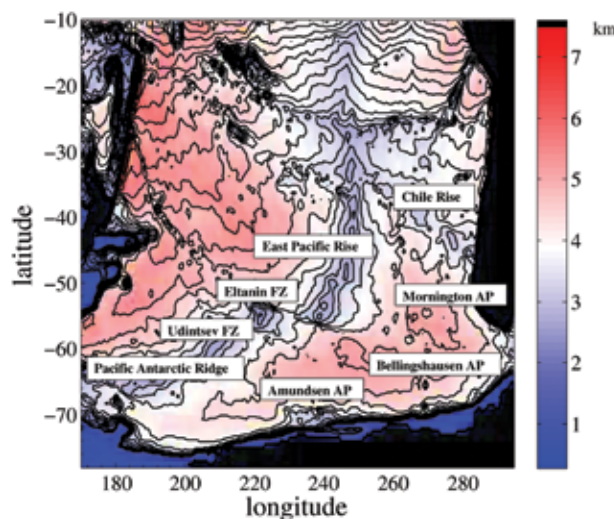 km
−10
−20
−30
−40
−50
−60
−70
latitude
Chile Rise
East Pacific Rise
Eltanin FZ
Mornington AP
Udintsev FZ
Pacific Antarctic Ridge
Bellingshausen AP
Amundsen AP
180 200 220 240 260 280
longitude
7
6
5
4
3
2
1